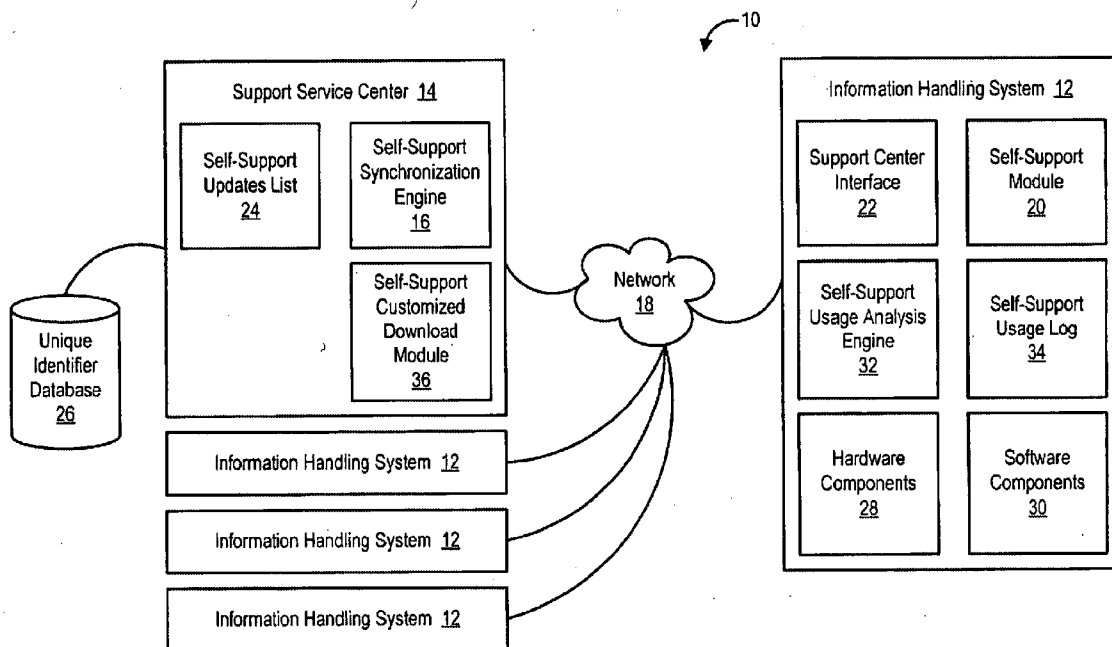 10
Support Service Center 14
Self-Support
Updates List
24
Self-Support
Synchronization
Engine
16
Self-Support
Customized
Download
Module
36
Unique
Identifier
Database
26
Information Handling System 12
Information Handling System 12
Information Handling System 12
Network
18
Information Handling System 12
Support Center
Interface
22
Self-Support
Module
20
Self-Support
Usage Analysis
Engine
32
Self-Support
Usage Log
34
Hardware
Components
28
Software
Components
30